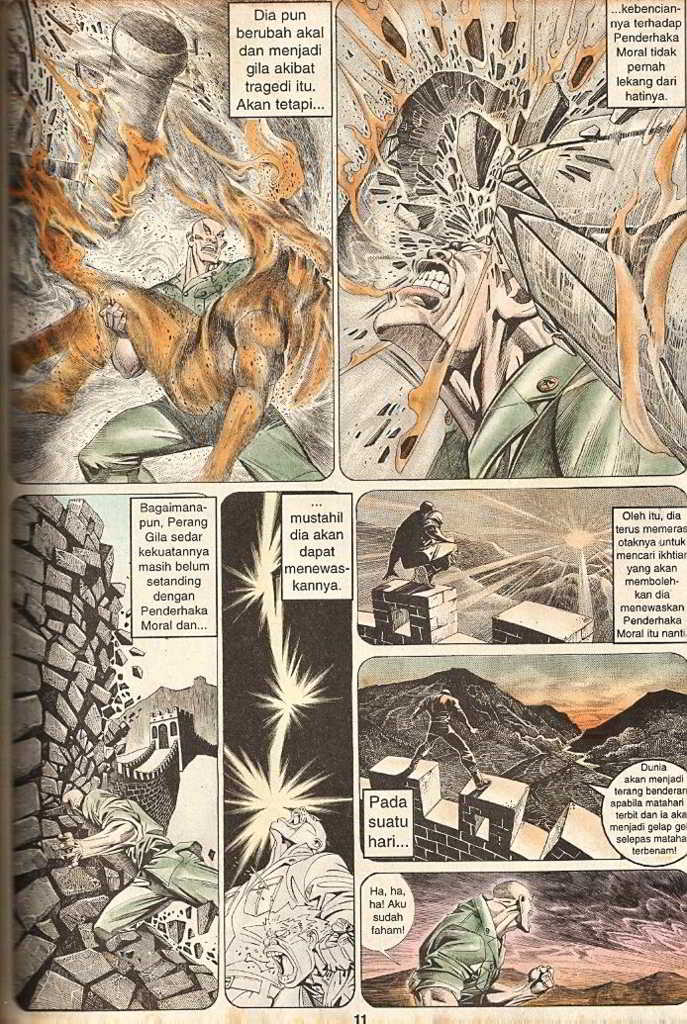 Dia pun
berubah akal
dan menjadi
gila akibat
tragedi itu.
Akan tetapi...
...kebencian-
nya terhadap
Penderhaka
Moral tidak
pernah
lekang dari
hatinya.
Bagaimana-
pun, Perang
Gila sedar
kekuatannya
masih belum
setanding
dengan
Penderhaka
Moral dan...
...
mustahil
dia akan
dapat
menewas-
kannya.
Oleh itu, dia
terus memeras
otaknya untuk
mencari ikhtiar
yang akan
memboleh-
kan dia
menewaskan
Penderhaka
Moral itu nanti.
Pada
suatu
hari...
Dunia
akan menjadi
terang benderang
apabila matahari
terbit dan ia akan
menjadi gelap
selepas
terbenam!
Ha, ha,
ha! Aku
sudah
faham!
11